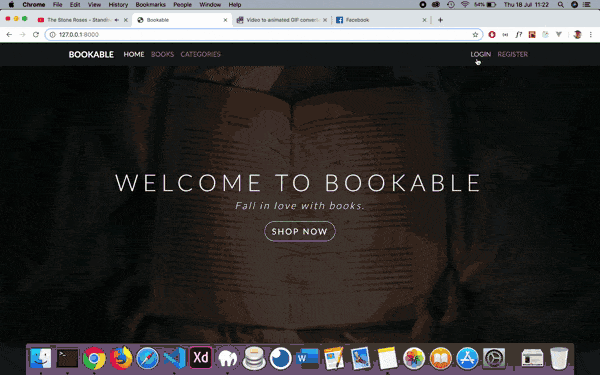 Chrome File Edit View History Bookmarks People Window Help 54% Thu 18 Jul 11:22
The Stone Roses - Standin Bookable Video to animated GIF convert Facebook
127.0.0.1:8000
BOOKABLE HOME BOOKS CATEGORIES LOGIN REGISTER
WELCOME TO BOOKABLE
Fall in love with books.
SHOP NOW
Xd W